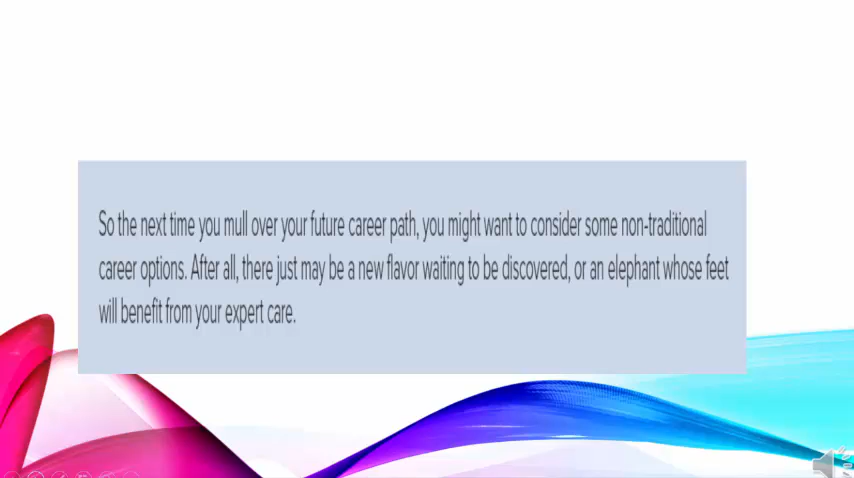 So the next time you mull over your future career path, you might want to consider some non-traditional
career options. After all, there just may be a new flavor waiting to be discovered, or an elephant whose feet
will benefit from your expert care.